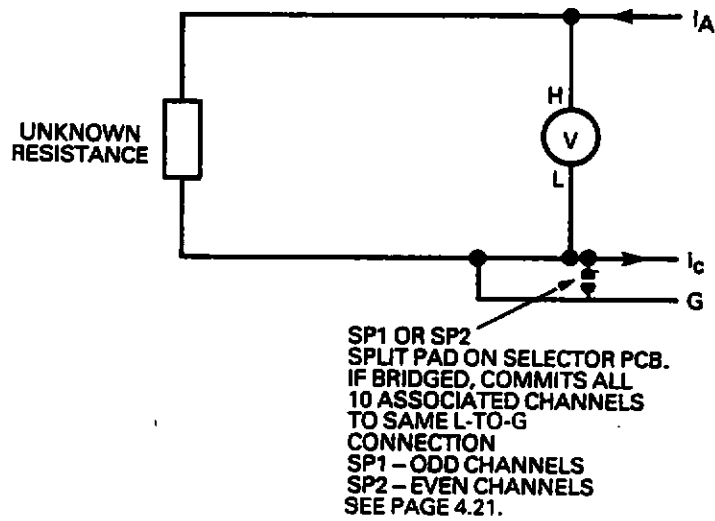 IA
H
V
L
UNKNOWN
RESISTANCE
Ic
G
SP1 OR SP2
SPLIT PAD ON SELECTOR PCB.
IF BRIDGED, COMMITS ALL
10 ASSOCIATED CHANNELS
TO SAME L-TO-G
CONNECTION
SP1 – ODD CHANNELS
SP2 – EVEN CHANNELS
SEE PAGE 4.21.